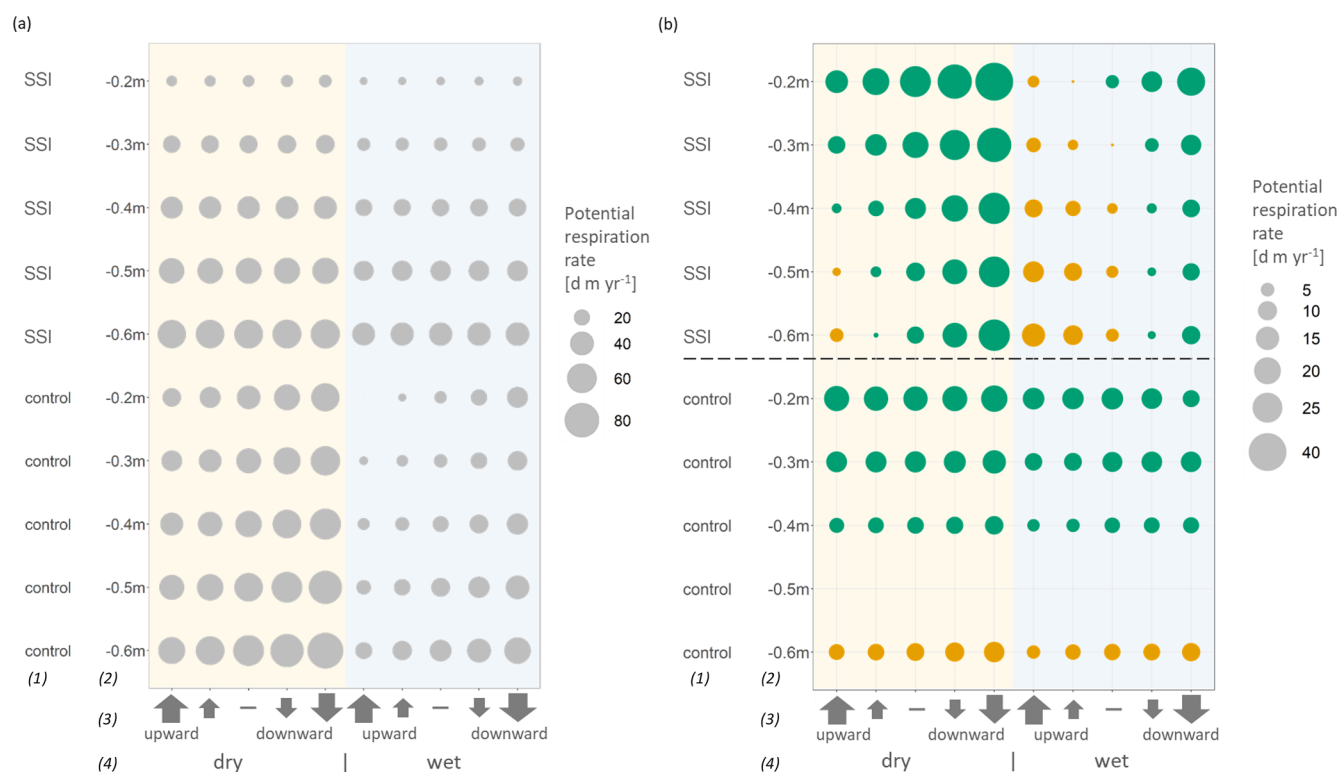 (a)
SSI -0.2m
SSI -0.3m
SSI -0.4m
SSI -0.5m
SSI -0.6m
control -0.2m
control -0.3m
control -0.4m
control -0.5m
control -0.6m
(1) (2)
(3)
upward downward upward downward
(4) dry | wet
Potential
respiration
rate
[d m yr⁻¹]
20
40
60
80
(b)
SSI -0.2m
SSI -0.3m
SSI -0.4m
SSI -0.5m
SSI -0.6m
control -0.2m
control -0.3m
control -0.4m
control -0.5m
control -0.6m
(1) (2)
(3)
upward downward upward downward
(4) dry | wet
Potential
respiration
rate
[d m yr⁻¹]
5
10
15
20
25
40